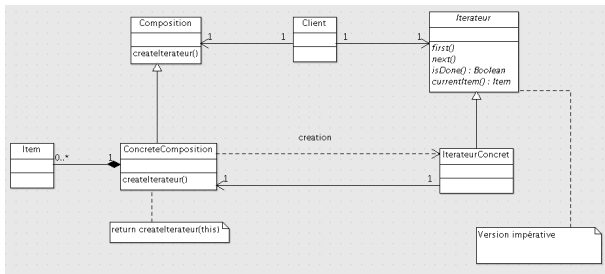 Composition
createIterateur()
Client
Iterateur
first()
next()
isDone() : Boolean
currentItem() : Item
1
1
1
1
Item
0..*
1
ConcreteComposition
createIterateur()
creation
IterateurConcret
1
1
return createIterateur(this)
Version impérative